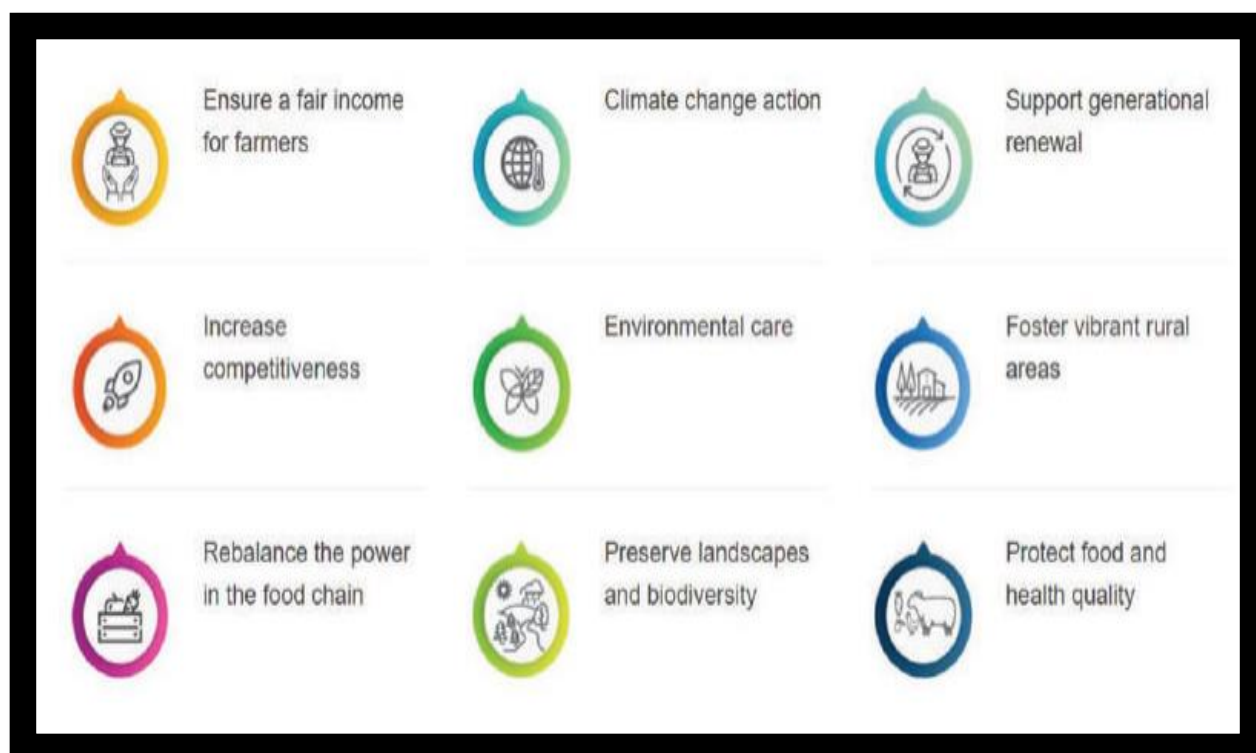 Ensure a fair income
for farmers
Climate change action
Support generational
renewal
Increase
competitiveness
Environmental care
Foster vibrant rural
areas
Rebalance the power
in the food chain
Preserve landscapes
and biodiversity
Protect food and
health quality